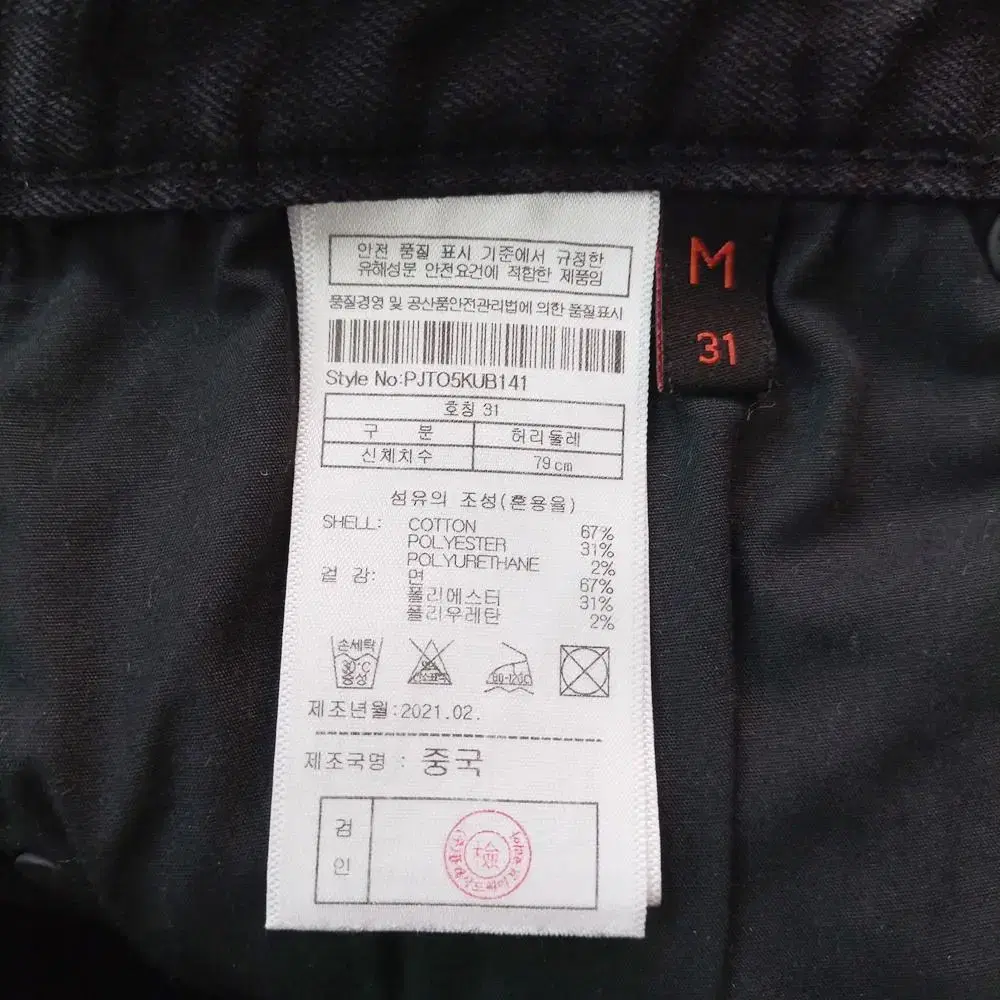 안전 품질 표시 기준에서 규정한
유해성분 안전요건에 적합한 제품임
품질경영 및 공산품안전관리법에 의한 품질표시
Style No:PJTO5KUB141
호칭 31
구 분 허리둘레
신체치수 79cm
섬유의 조성(혼용율)
SHELL: COTTON 67%
POLYESTER 31%
POLYURETHANE 2%
겉 감: 면 67%
폴리에스터 31%
폴리우레탄 2%
손세탁
30°C
중성
80-120C
제조년월:2021.02.
제조국명 : 중국
검
인
檢
M
31